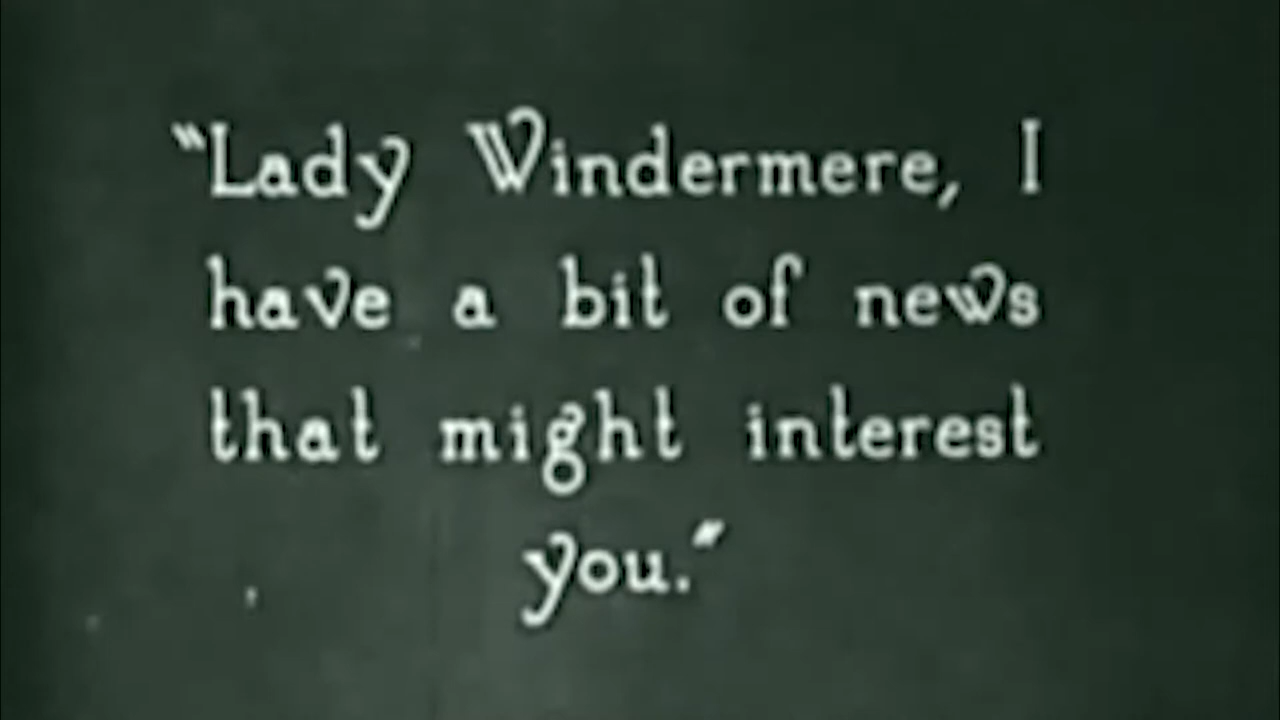 "Lady Windermere, I
have a bit of news
that might interest
you."